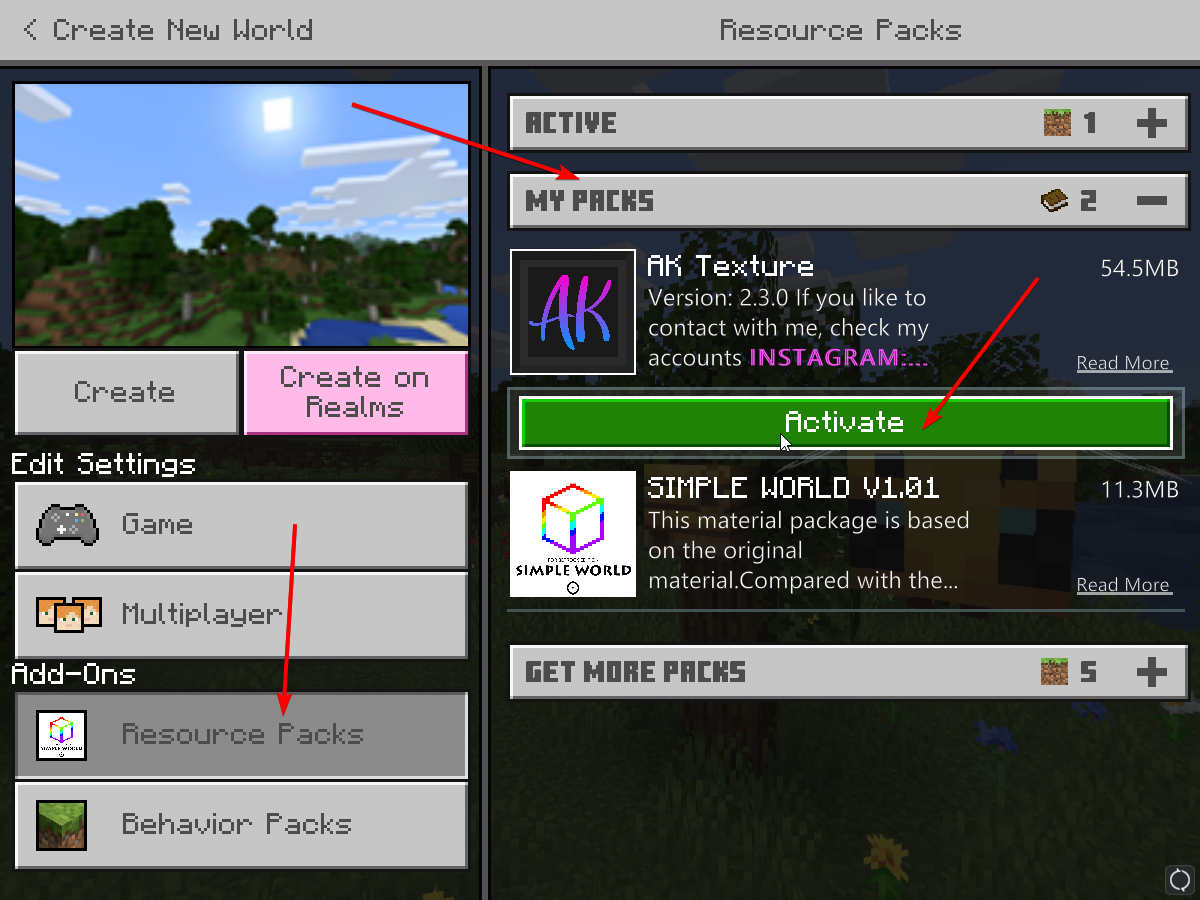 Create New World
Resource Packs
Create
Create on
Realms
Edit Settings
Game
Multiplayer
Add-Ons
SIMPLE WORLD
Resource Packs
Behavior Packs
ACTIVE
1
MY PACKS
2
AK
AK Texture
54.5MB
Version: 2.3.0 If you like to
contact with me, check my
accounts INSTAGRAM:...
Read More
Activate
SIMPLE WORLD
SIMPLE WORLD V1.01
11.3MB
This material package is based
on the original
material.Compared with the...
Read More
GET MORE PACKS
5